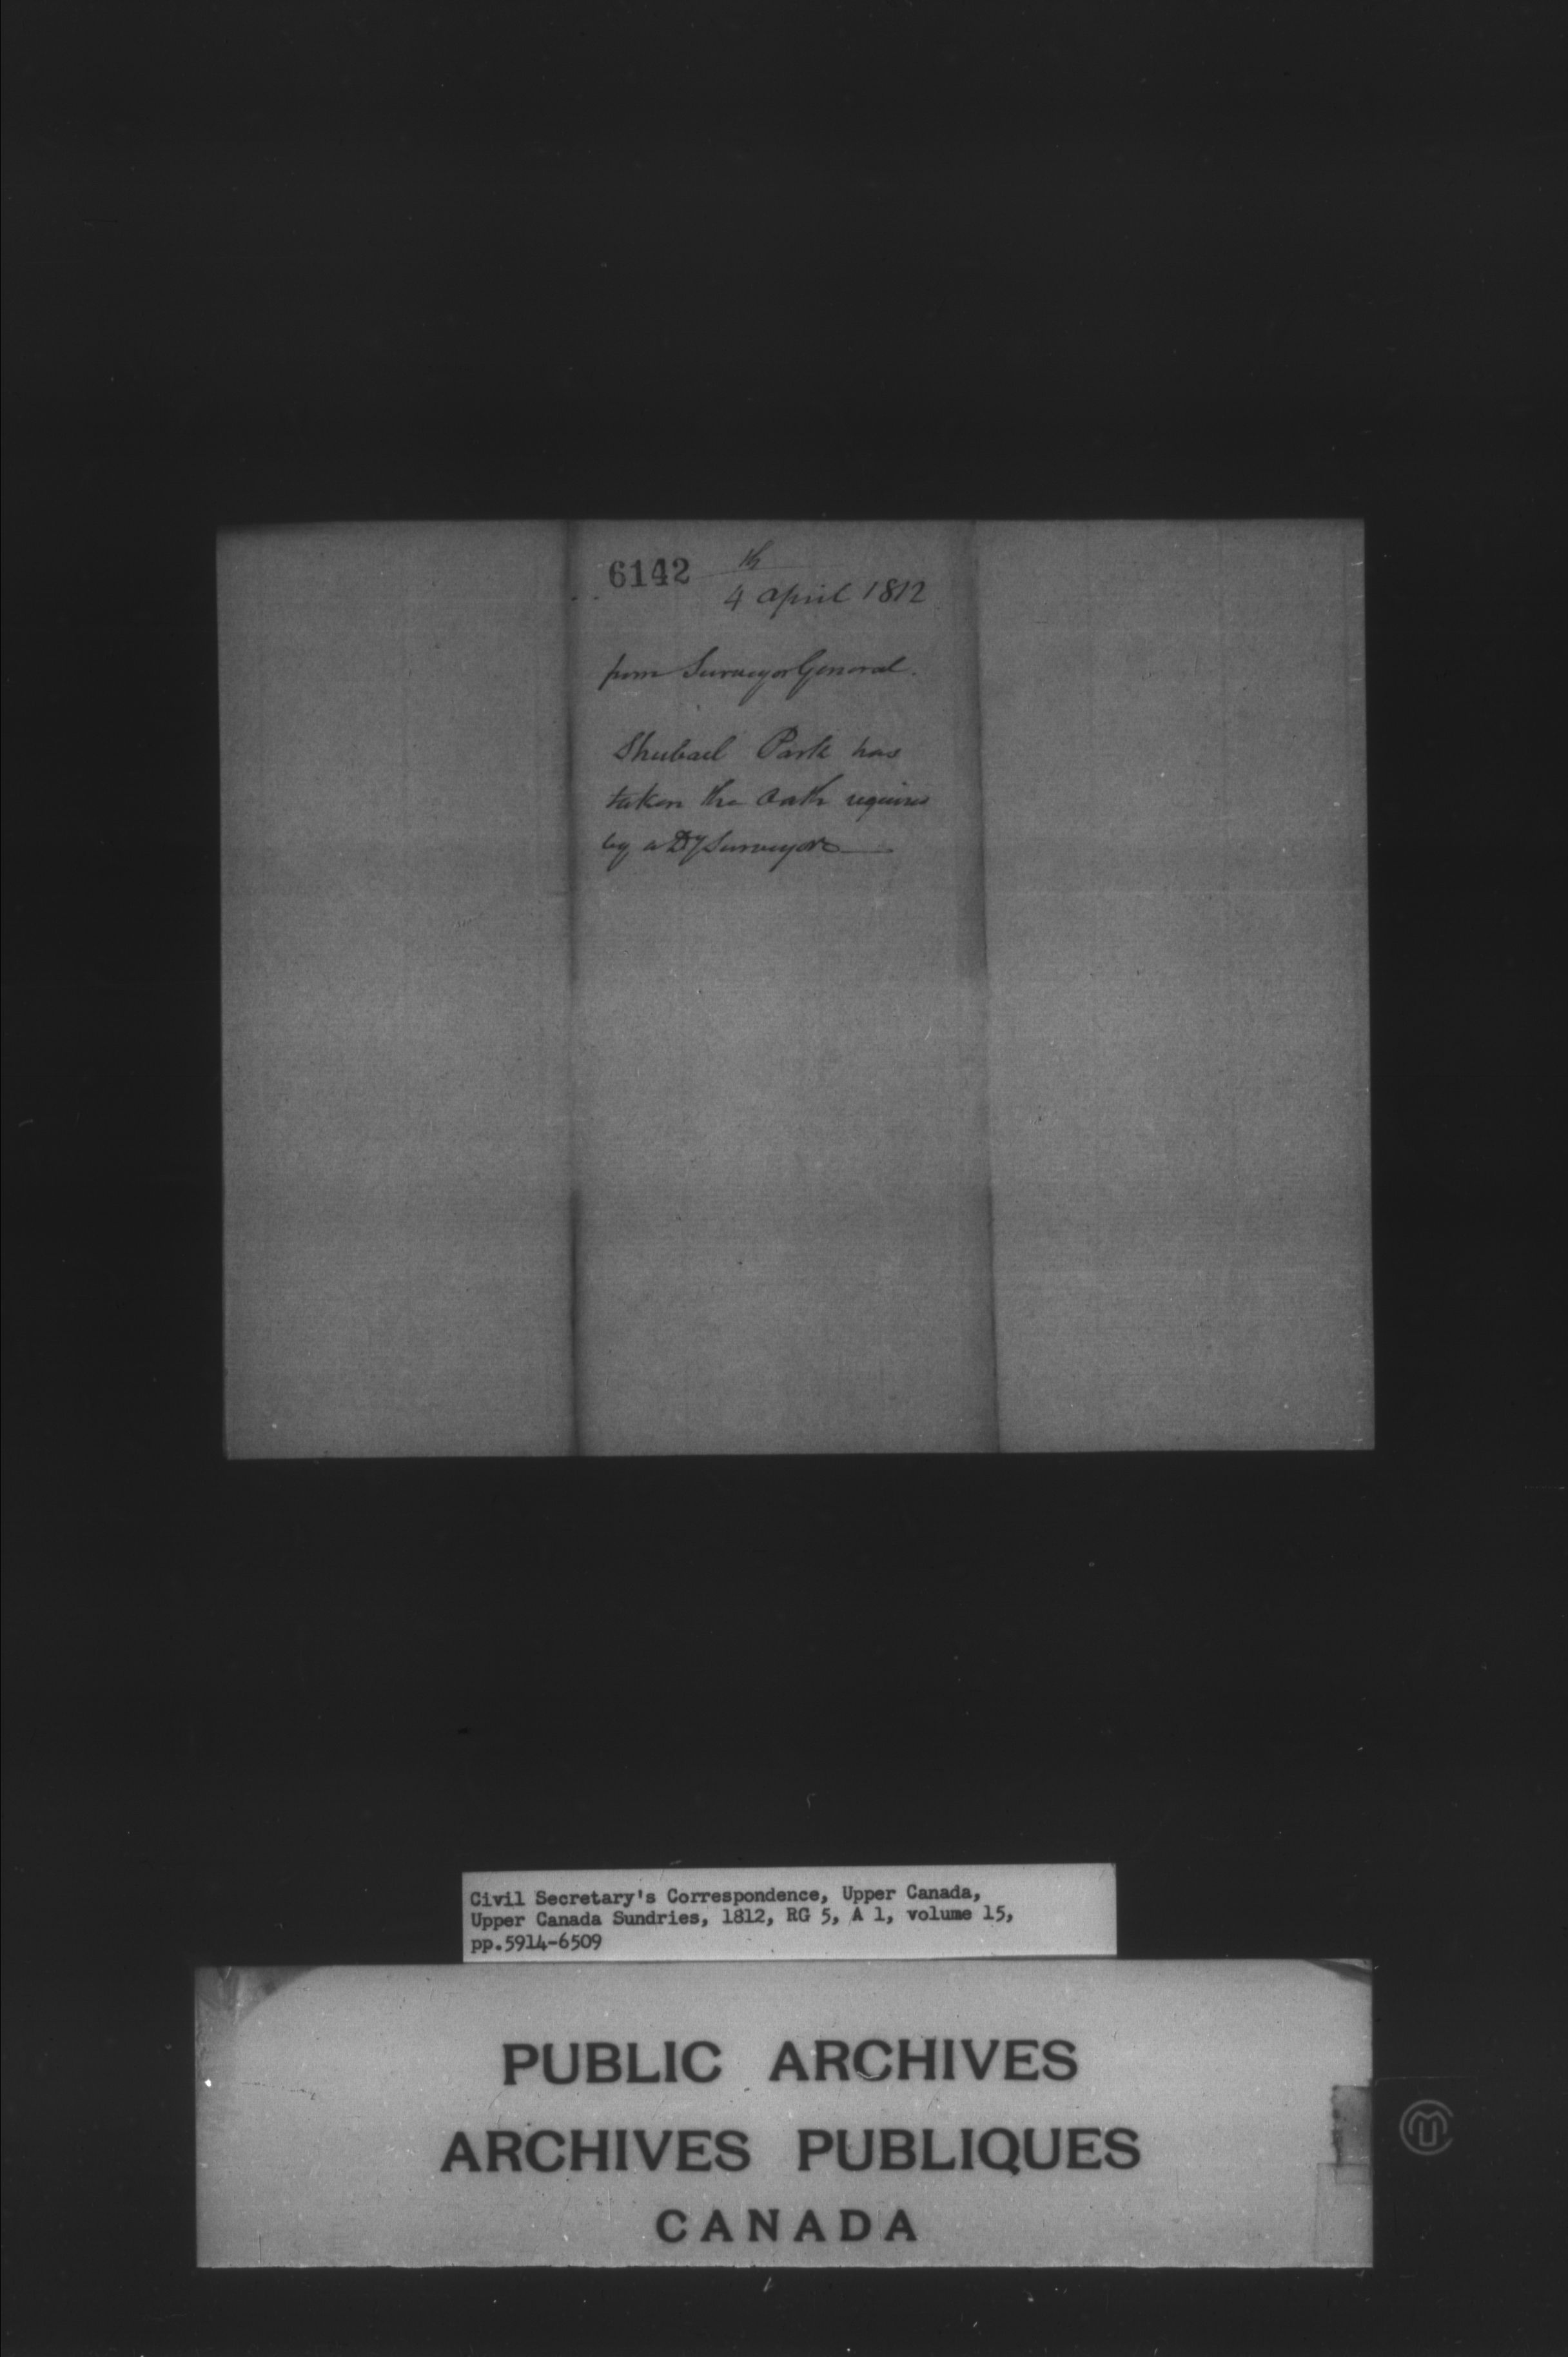 6142
4th april 1812
from Surveyor General.
Shubael Park has
taken the Oath required
by a Dy Surveyor
Civil Secretary's Correspondence, Upper Canada,
Upper Canada Sundries, 1812, RG 5, A 1, volume 15,
pp.5914-6509
PUBLIC ARCHIVES
ARCHIVES PUBLIQUES
CANADA